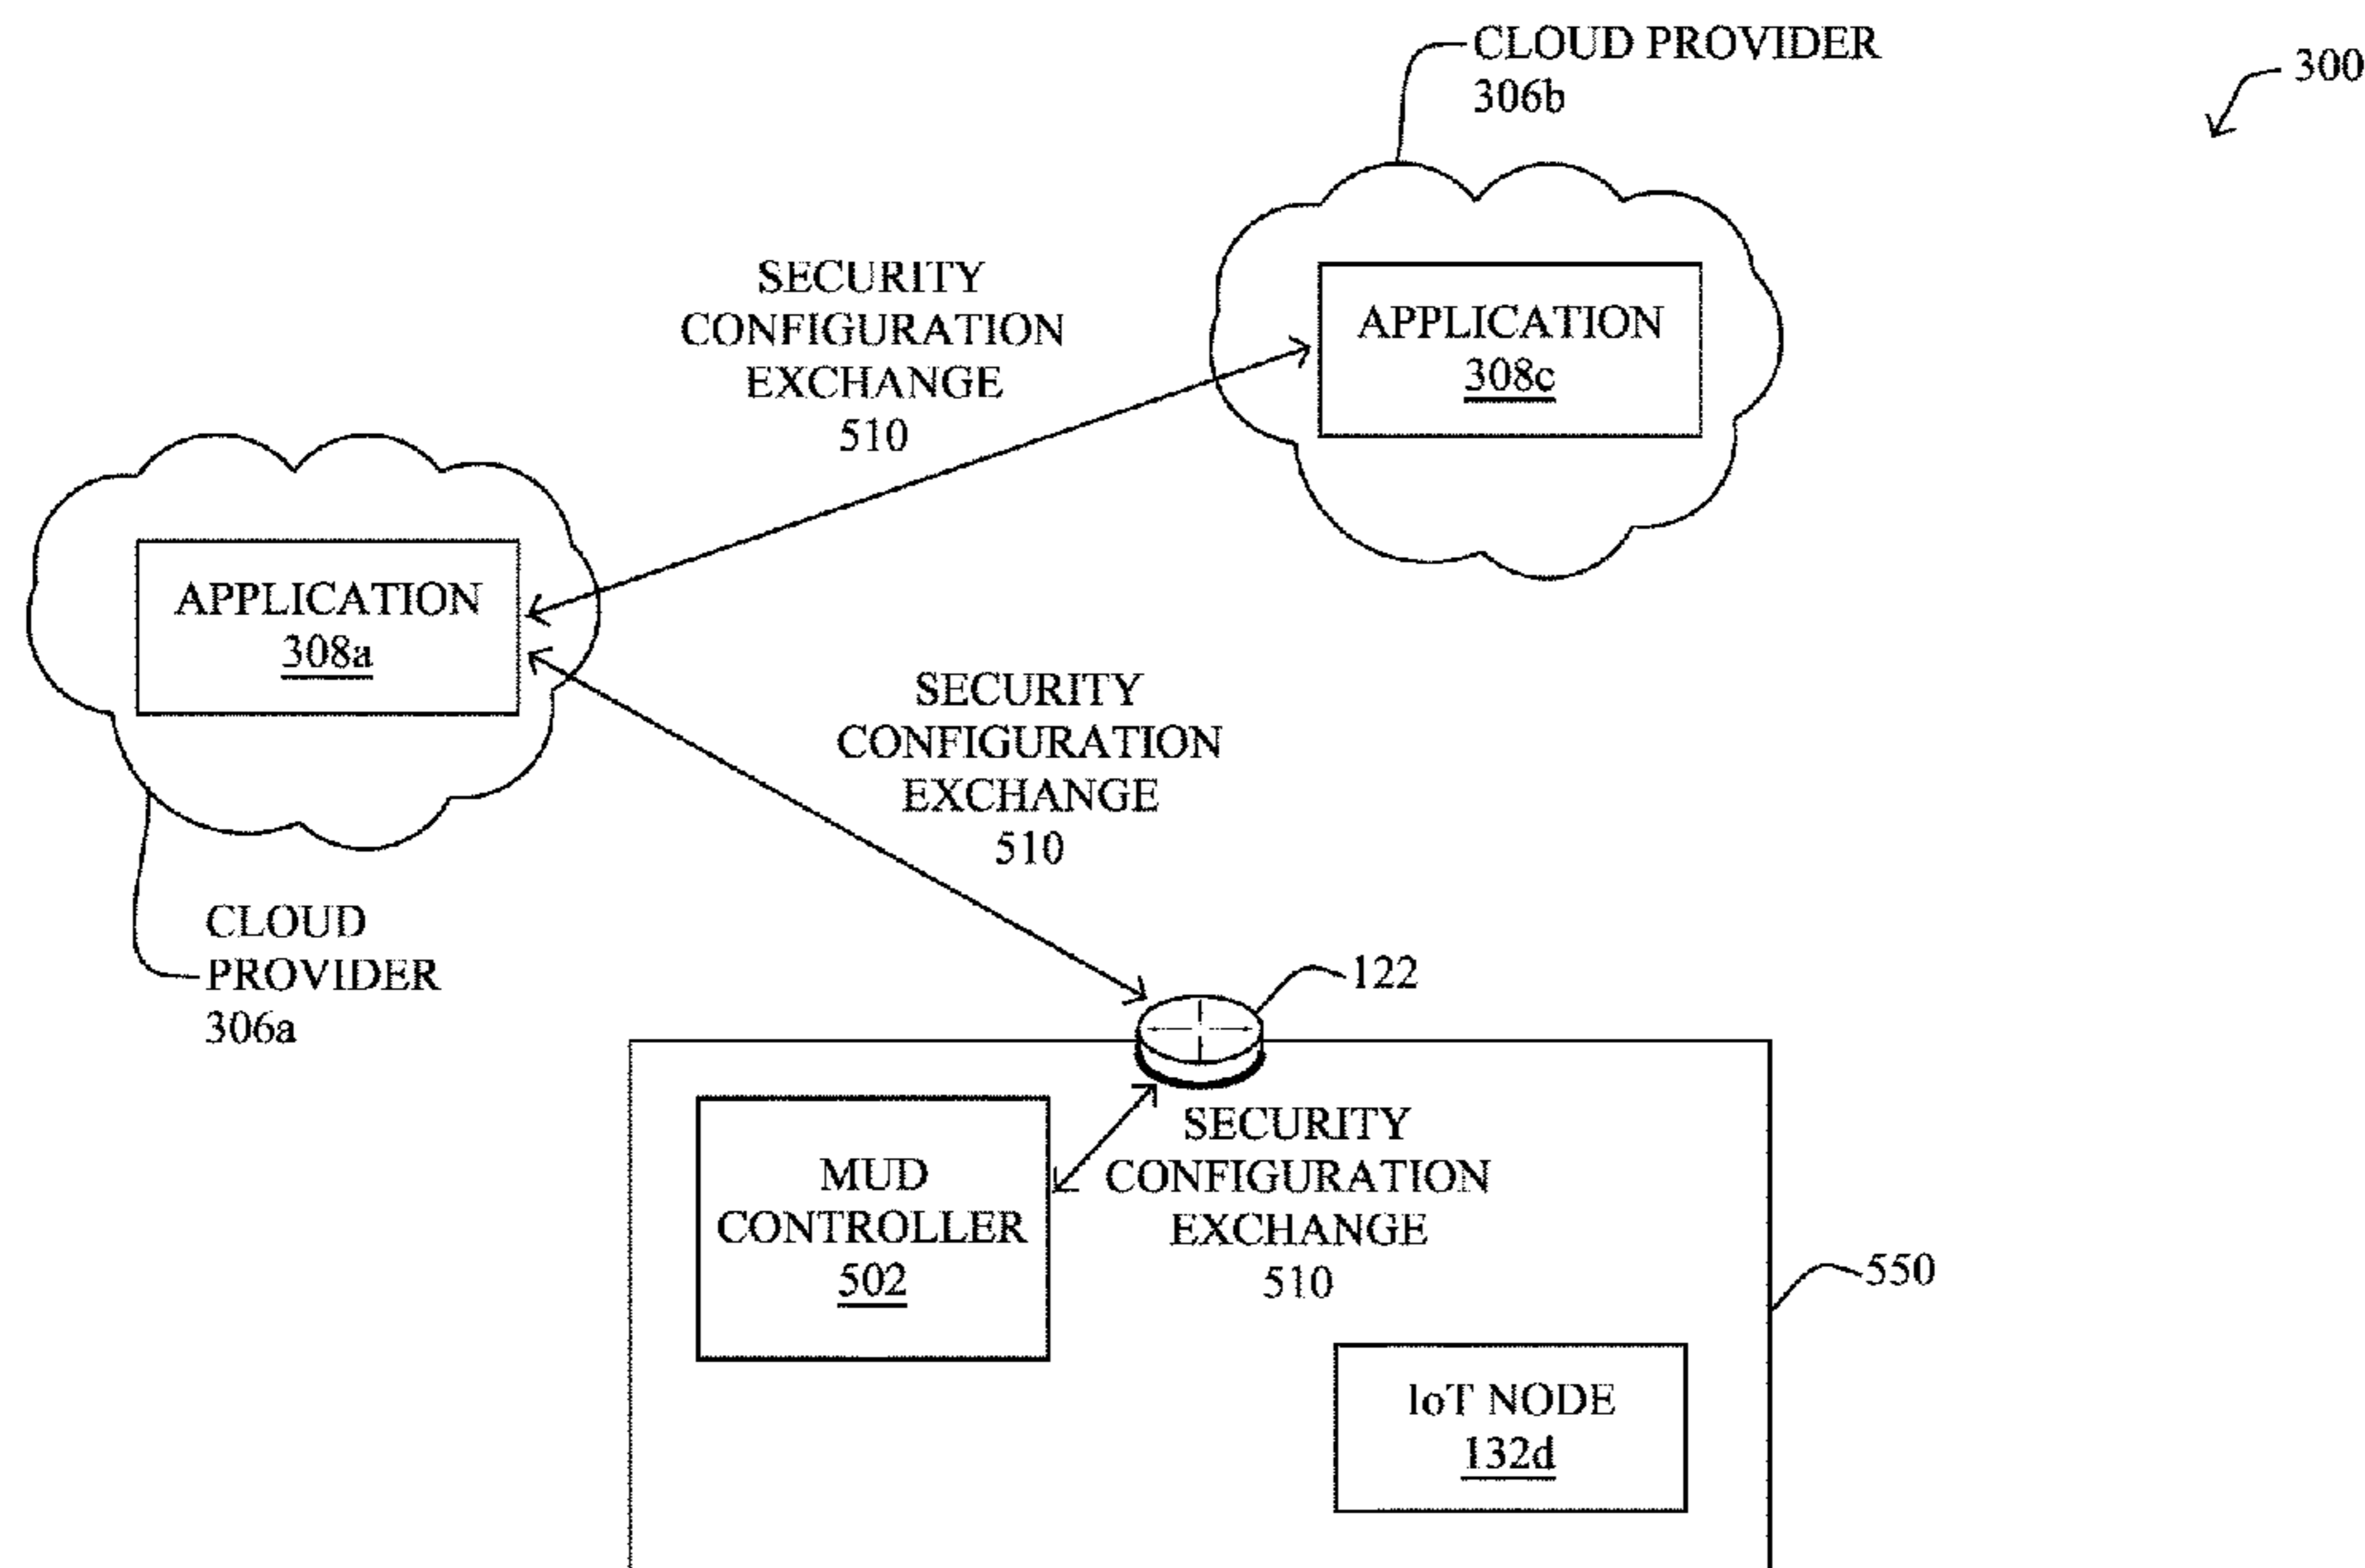 CLOUD PROVIDER
306b
300
SECURITY
CONFIGURATION
EXCHANGE
510
APPLICATION
308c
APPLICATION
308a
SECURITY
CONFIGURATION
EXCHANGE
510
CLOUD
PROVIDER
306a
122
MUD
CONTROLLER
502
SECURITY
CONFIGURATION
EXCHANGE
510
550
IoT NODE
132d